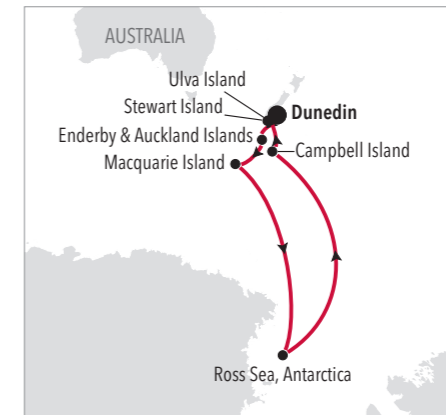 AUSTRALIA
Ulva Island
Stewart Island
Dunedin
Enderby & Auckland Islands
Campbell Island
Macquarie Island
Ross Sea, Antarctica